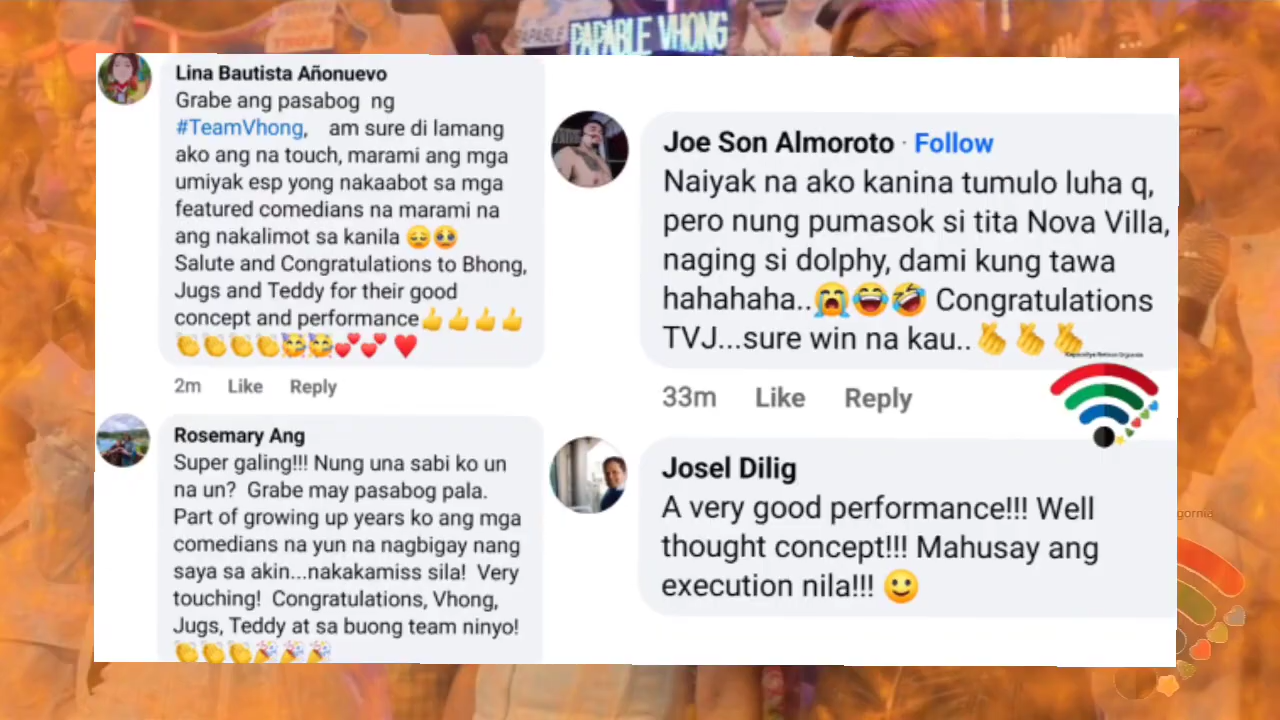 PAPABLE VHONG
PAPABLE
Lina Bautista Añonuevo
Grabe ang pasabog ng
#TeamVhong, am sure di lamang
ako ang na touch, marami ang mga
umiyak esp yong nakaabot sa mga
featured comedians na marami na
ang nakalimot sa kanila 😔🥹
Salute and Congratulations to Bhong,
Jugs and Teddy for their good
concept and performance👍👍👍👍
👏👏👏👏🥳🥳💕💕❤️
2m Like Reply
Rosemary Ang
Super galing!!! Nung una sabi ko un
na un? Grabe may pasabog pala.
Part of growing up years ko ang mga
comedians na yun na nagbigay nang
saya sa akin...nakakamiss sila! Very
touching! Congratulations, Vhong,
Jugs, Teddy at sa buong team ninyo!
👏👏👏🎉🎉🎉
Joe Son Almoroto · Follow
Naiyak na ako kanina tumulo luha q,
pero nung pumasok si tita Nova Villa,
naging si dolphy, dami kung tawa
hahahaha..😭😂🤣 Congratulations
TVJ...sure win na kau..🫰🫰🫰
33m Like Reply
Josel Dilig
A very good performance!!! Well
thought concept!!! Mahusay ang
execution nila!!! 🙂